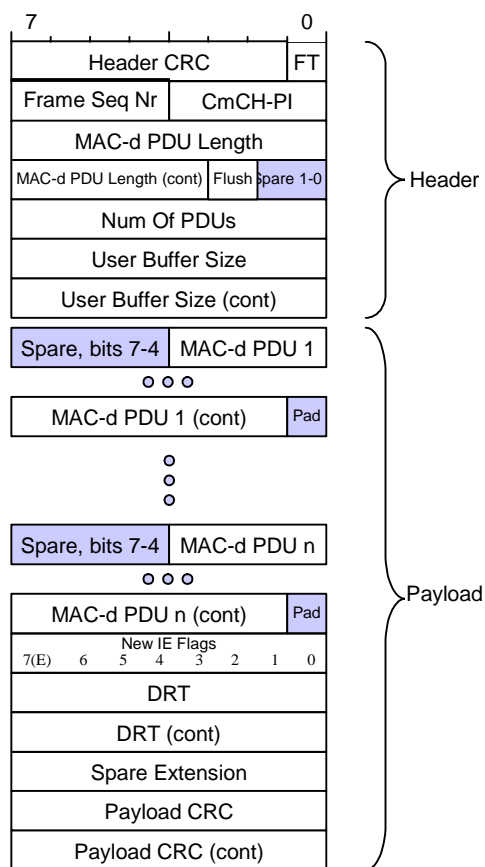 7 0
Header CRC FT
Frame Seq Nr CmCH-PI
MAC-d PDU Length
MAC-d PDU Length (cont) Flush Spare 1-0
Header
Num Of PDUs
User Buffer Size
User Buffer Size (cont)
Spare, bits 7-4 MAC-d PDU 1
MAC-d PDU 1 (cont) Pad
Spare, bits 7-4 MAC-d PDU n
MAC-d PDU n (cont) Pad
Payload
New IE Flags
7(E) 6 5 4 3 2 1 0
DRT
DRT (cont)
Spare Extension
Payload CRC
Payload CRC (cont)